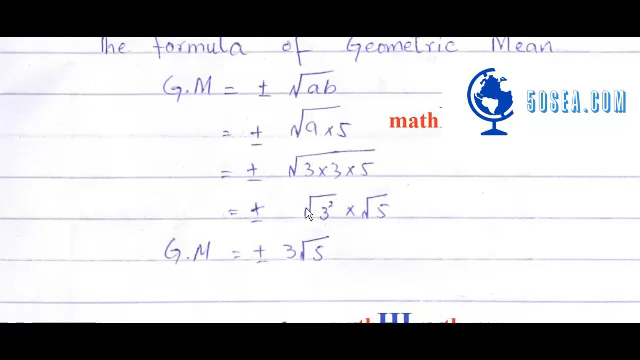 The formula of Geometric Mean
G.M = ± √ab
= ± √9×5
= ± √3×3×5
= ± √3² × √5
G.M = ± 3√5
50SEA.COM
math